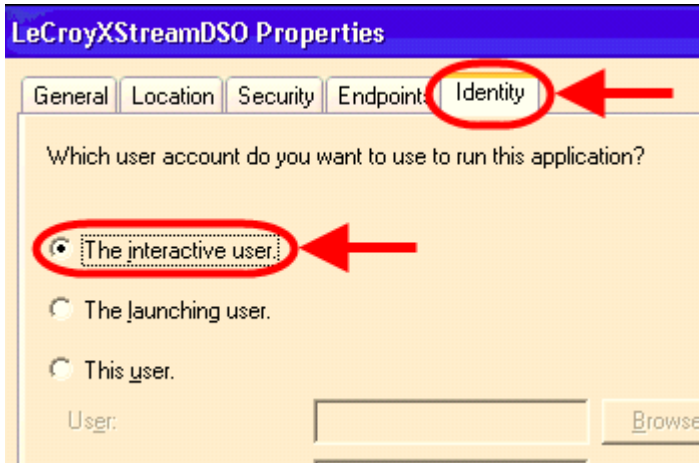 LeCroyXStreamDSO Properties
General Location Security Endpoints Identity
Which user account do you want to use to run this application?
The interactive user.
The launching user.
This user.
User: Browse